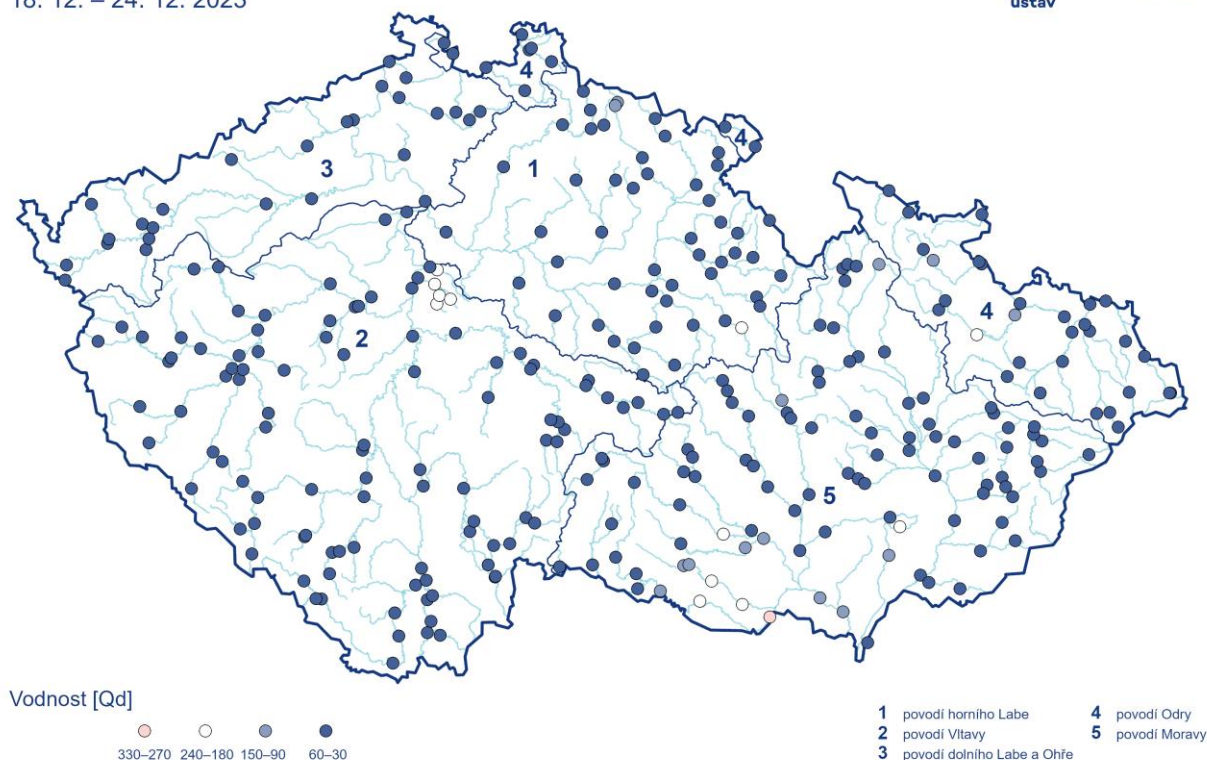 18. 12. – 24. 12. 2023
ústav
4
4
3
1
2
4
5
Vodnost [Qd]
330–270 240–180 150–90 60–30
1 povodí horního Labe
2 povodí Vltavy
3 povodí dolního Labe a Ohře
4 povodí Odry
5 povodí Moravy